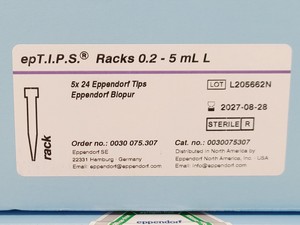 epT.I.P.S.® Racks 0.2 - 5 mL L
5x 24 Eppendorf Tips
Eppendorf Biopur
LOT L205662N
2027-08-28
STERILE R
rack
Order no.: 0030 075.307
Eppendorf SE
22331 Hamburg · Germany
Email: eppendorf@eppendorf.com
Cat.No. 0030075307
Distributed in North America by
Eppendorf North America, Inc. - USA
Email: info@eppendorf.com
eppendorf